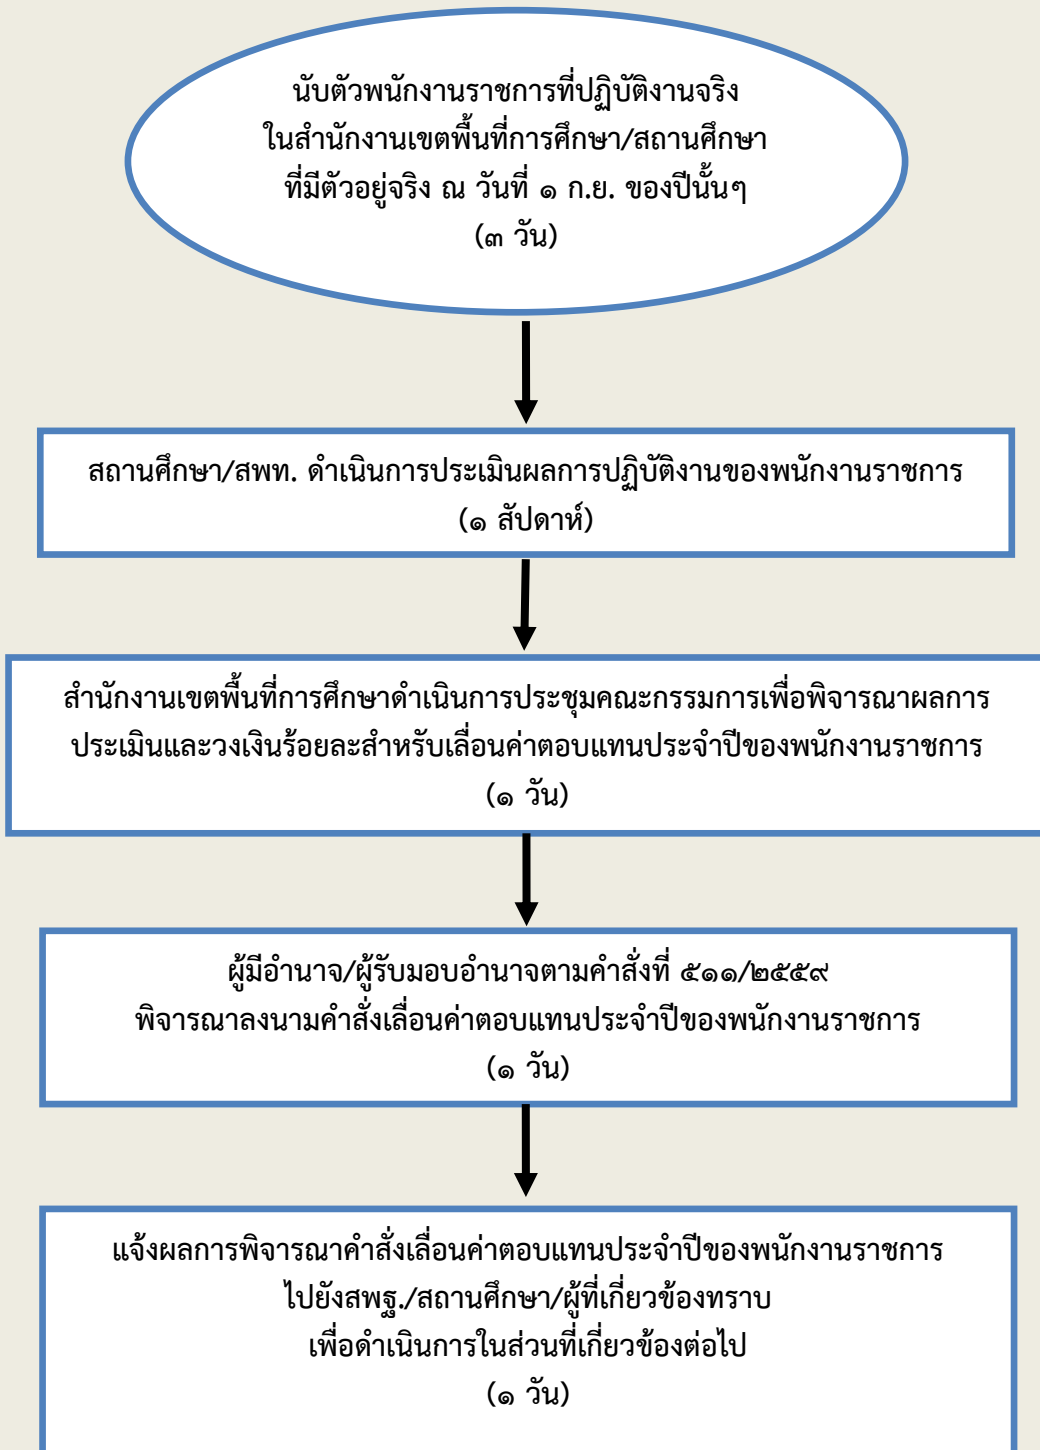 นับตัวพนักงานราชการที่ปฏิบัติงานจริง
ในสำนักงานเขตพื้นที่การศึกษา/สถานศึกษา
ที่มีตัวอยู่จริง ณ วันที่ ๑ ก.ย. ของปีนั้นๆ
(๓ วัน)
สถานศึกษา/สพท. ดำเนินการประเมินผลการปฏิบัติงานของพนักงานราชการ
(๑ สัปดาห์)
สำนักงานเขตพื้นที่การศึกษาดำเนินการประชุมคณะกรรมการเพื่อพิจารณาผลการ
ประเมินและวงเงินร้อยละสำหรับเลื่อนค่าตอบแทนประจำปีของพนักงานราชการ
(๑ วัน)
ผู้มีอำนาจ/ผู้รับมอบอำนาจตามคำสั่งที่ ๕๑๑/๒๕๕๙
พิจารณาลงนามคำสั่งเลื่อนค่าตอบแทนประจำปีของพนักงานราชการ
(๑ วัน)
แจ้งผลการพิจารณาคำสั่งเลื่อนค่าตอบแทนประจำปีของพนักงานราชการ
ไปยังสพฐ./สถานศึกษา/ผู้ที่เกี่ยวข้องทราบ
เพื่อดำเนินการในส่วนที่เกี่ยวข้องต่อไป
(๑ วัน)